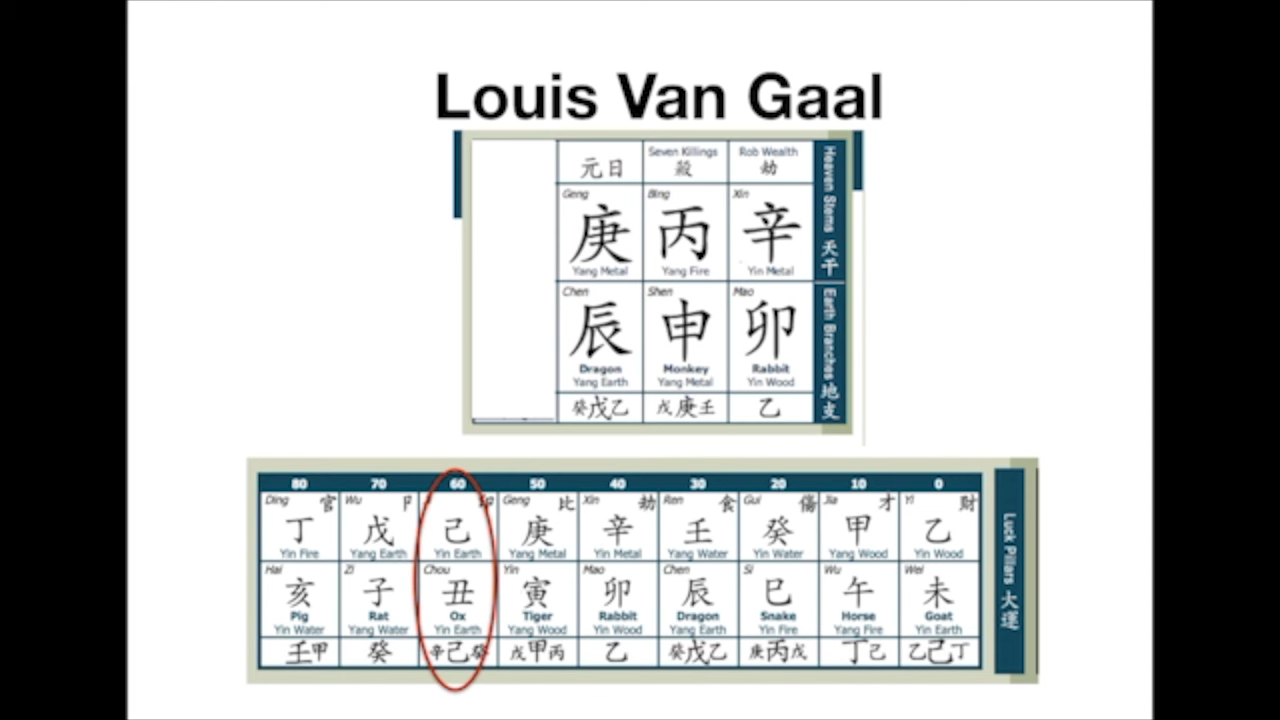 Louis Van Gaal
Seven Killings Rob Wealth
元日 殺 劫
Geng Bing Xin
庚 丙 辛
Yang Metal Yang Fire Yin Metal
Chen Shen Mao
辰 申 卯
Dragon Monkey Rabbit
Yang Earth Yang Metal Yin Wood
癸戊乙 戊庚壬 乙
Heaven Stems 天干
Earth Branches 地支
80 70 60 50 40 30 20 10 0
Ding 官 Wu Geng 比 Xin 劫 Ren 食 Gui 傷 Jia 才 Yi 財
丁 戊 己 庚 辛 壬 癸 甲 乙
Yin Fire Yang Earth Yin Earth Yang Metal Yin Metal Yang Water Yin Water Yang Wood Yin Wood
Hai Zi Chou Yin Mao Chen Si Wu Wei
亥 子 丑 寅 卯 辰 巳 午 未
Pig Rat Ox Tiger Rabbit Dragon Snake Horse Goat
Yin Water Yang Water Yin Earth Yang Wood Yin Wood Yang Earth Yin Fire Yang Fire Yin Earth
壬甲 癸 辛己癸 戊甲丙 乙 癸戊乙 庚丙戊 丁己 乙己丁
Luck Pillars 大運